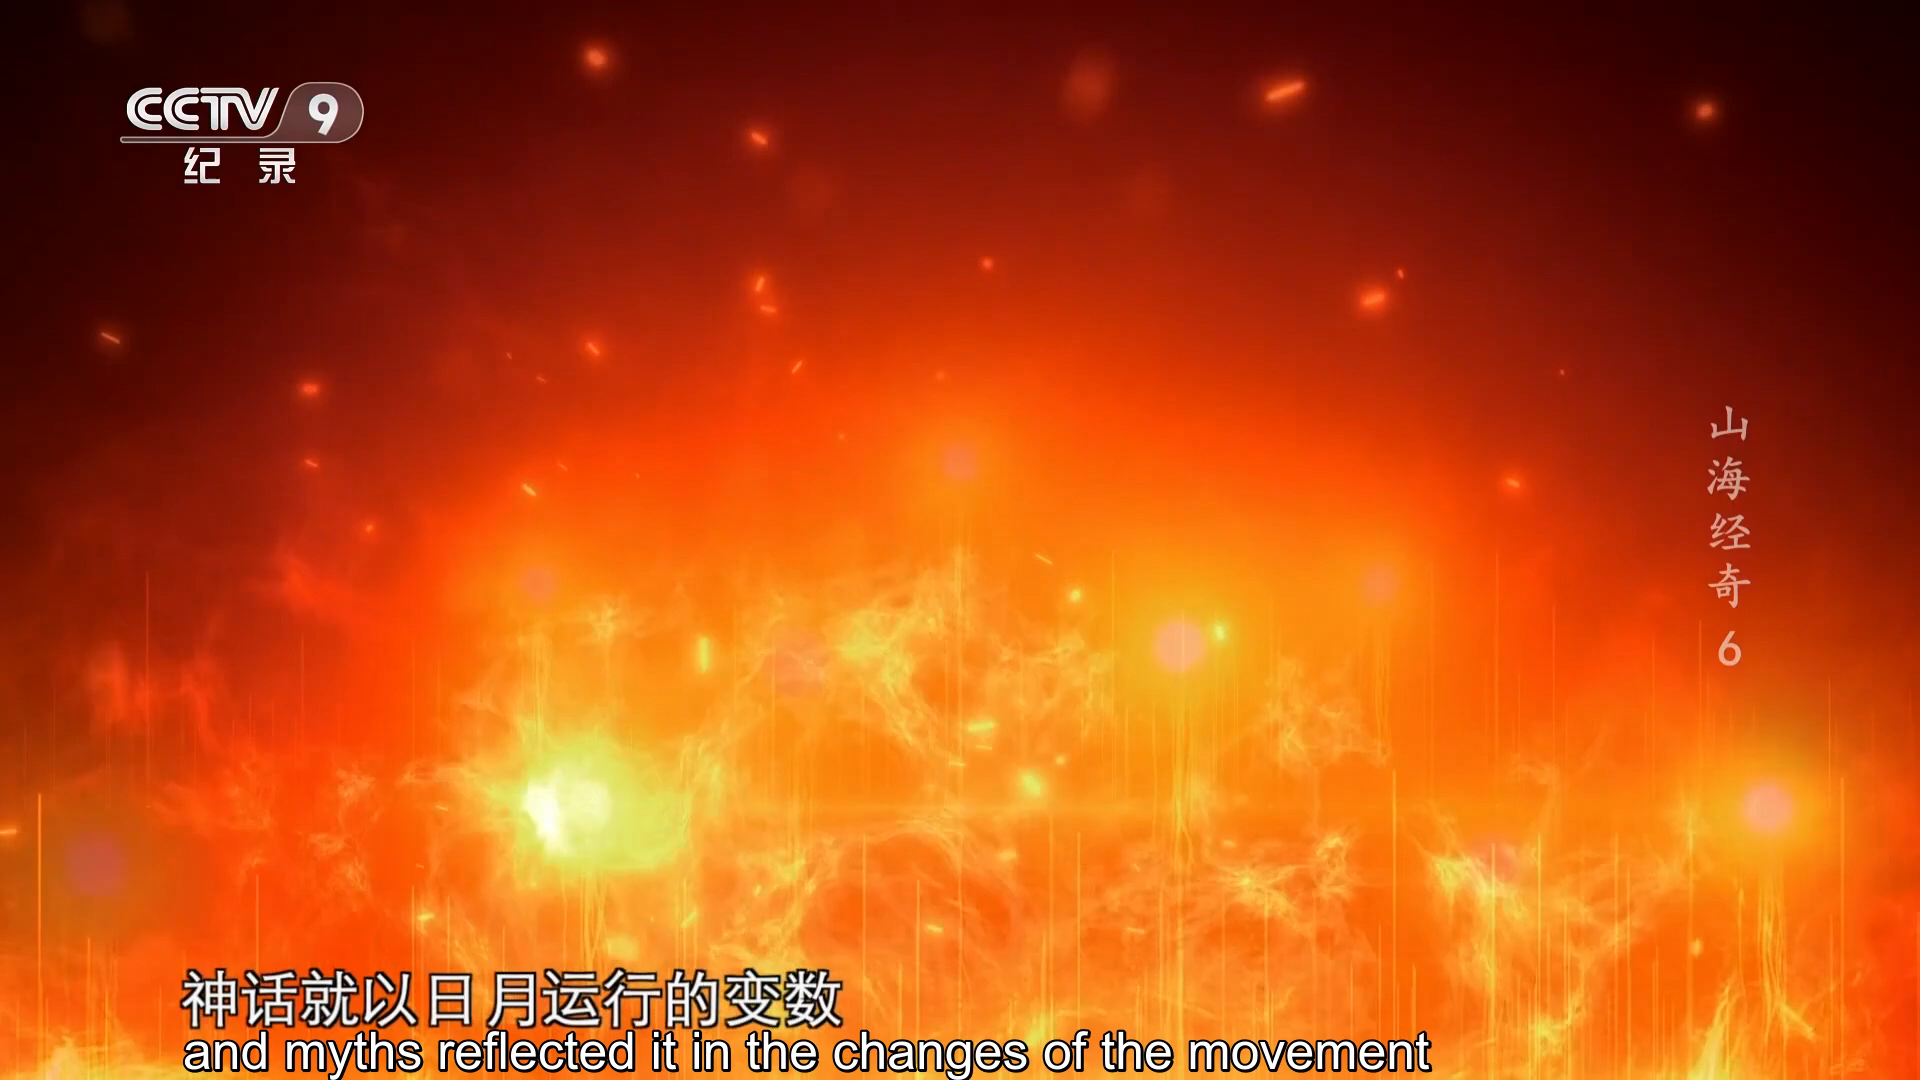 CCTV 9
纪录
山海经奇 6
神话就以日月运行的变数
and myths reflected it in the changes of the movement